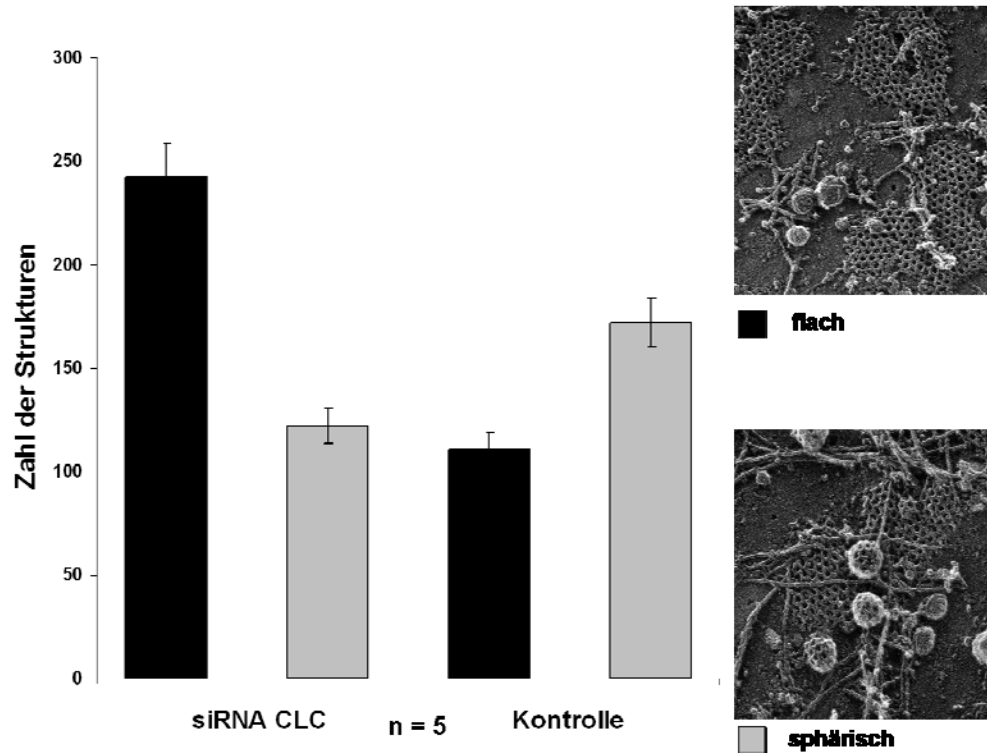 Zahl der Strukturen
300
250
200
150
100
50
0
siRNA CLC
n = 5
Kontrolle
flach
sphärisch